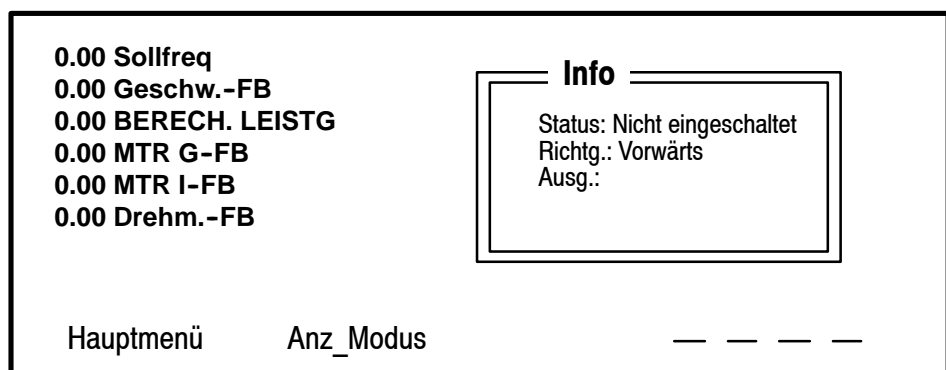 0.00 Sollfreq
0.00 Geschw.-FB
0.00 BERECH. LEISTG
0.00 MTR G-FB
0.00 MTR I-FB
0.00 Drehm.-FB
Info
Status: Nicht eingeschaltet
Richtg.: Vorwärts
Ausg.:
Hauptmenü Anz_Modus — — — —